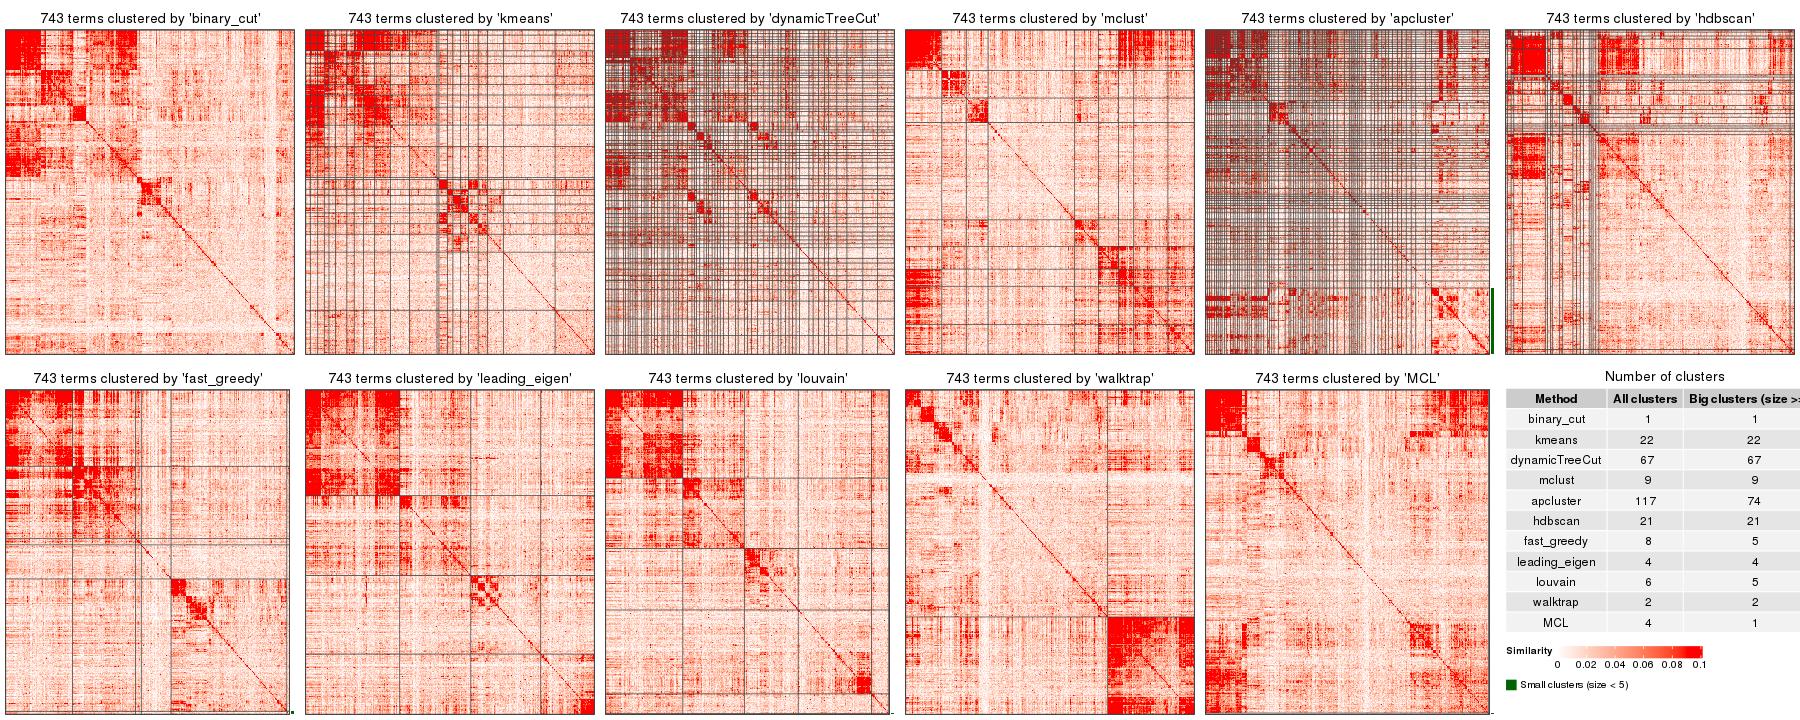 743 terms clustered by 'binary_cut'
743 terms clustered by 'kmeans'
743 terms clustered by 'dynamicTreeCut'
743 terms clustered by 'mclust'
743 terms clustered by 'apcluster'
743 terms clustered by 'hdbscan'
743 terms clustered by 'fast_greedy'
743 terms clustered by 'leading_eigen'
743 terms clustered by 'louvain'
743 terms clustered by 'walktrap'
743 terms clustered by 'MCL'
Number of clusters
Method All clusters Big clusters (size >=
binary_cut 1 1
kmeans 22 22
dynamicTreeCut 67 67
mclust 9 9
apcluster 117 74
hdbscan 21 21
fast_greedy 8 5
leading_eigen 4 4
louvain 6 5
walktrap 2 2
MCL 4 1
Similarity
0 0.02 0.04 0.06 0.08 0.1
Small clusters (size < 5)